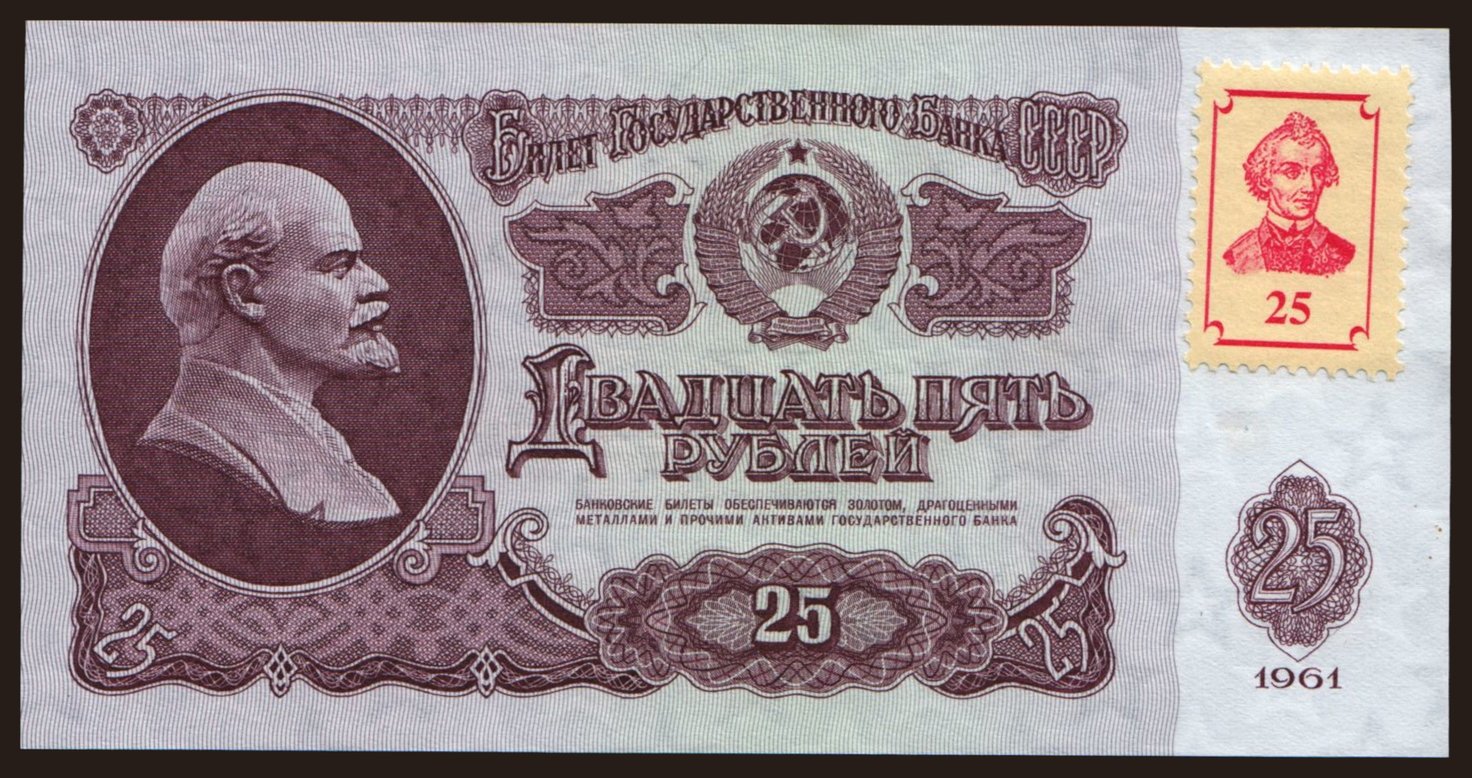 Билет Государственного Банка СССР
25
Двадцать пять
рублей
БАНКОВСКИЕ БИЛЕТЫ ОБЕСПЕЧИВАЮТСЯ ЗОЛОТОМ, ДРАГОЦЕННЫМИ
МЕТАЛЛАМИ И ПРОЧИМИ АКТИВАМИ ГОСУДАРСТВЕННОГО БАНКА
25
25
25
25
1961